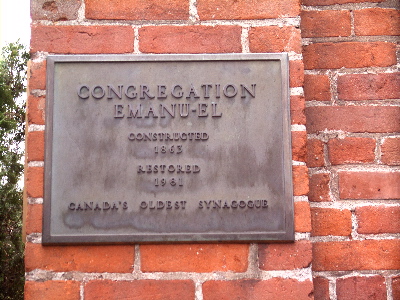 CONGREGATION
EMANU-EL
CONSTRUCTED
1863
RESTORED
1981
CANADA'S OLDEST SYNAGOGUE